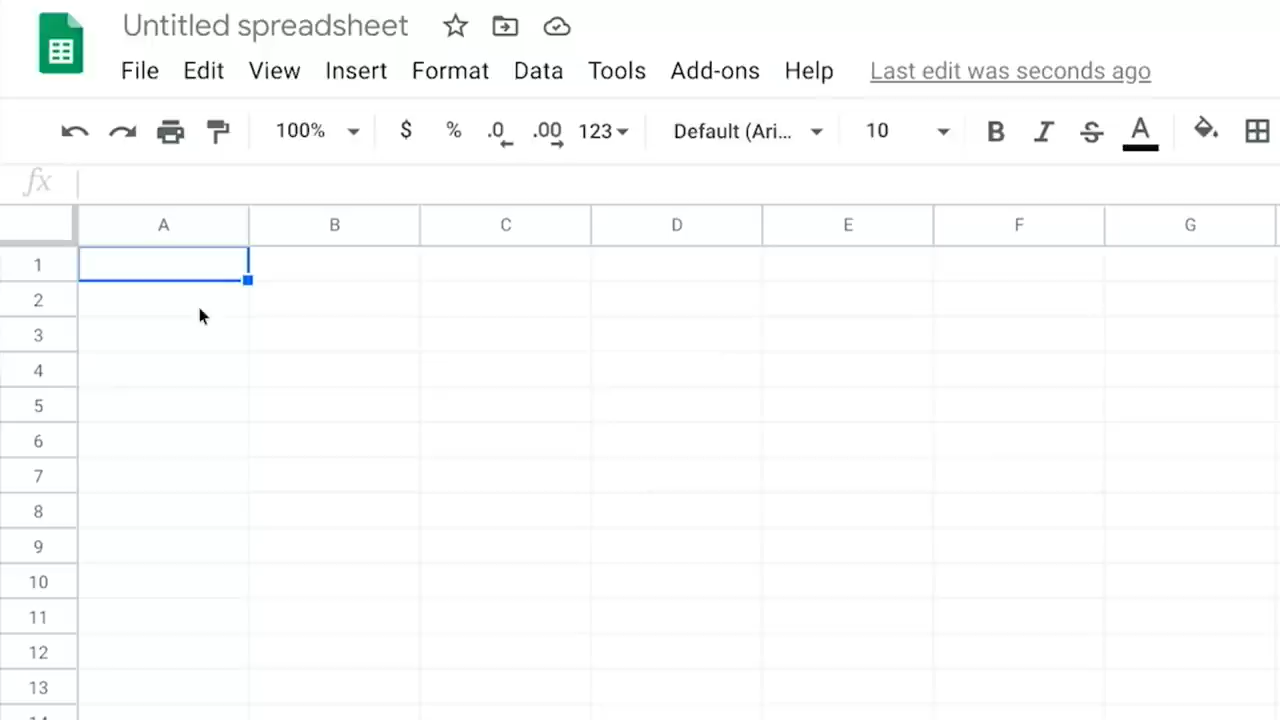 Untitled spreadsheet
File Edit View Insert Format Data Tools Add-ons Help Last edit was seconds ago
100% $ % .0 .00 123 Default (Ari... 10 B I S A
fx
A B C D E F G
1
2
3
4
5
6
7
8
9
10
11
12
13
14